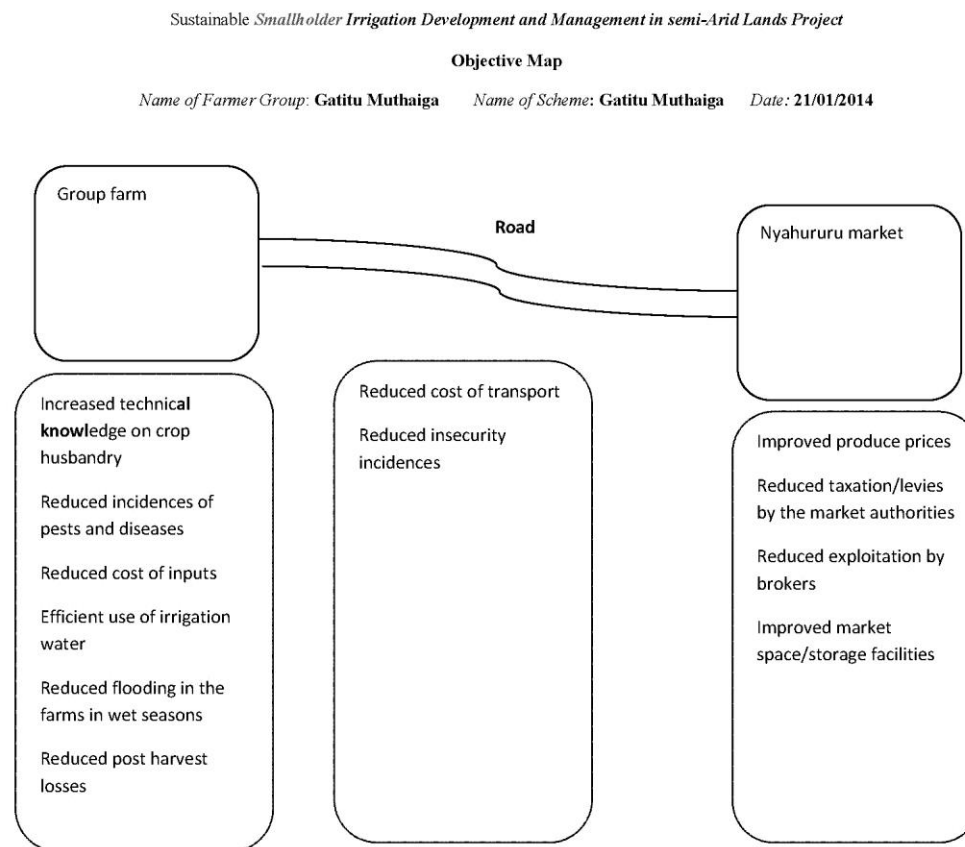 Sustainable Smallholder Irrigation Development and Management in semi-Arid Lands Project
Objective Map
Name of Farmer Group: Gatitu Muthaiga Name of Scheme: Gatitu Muthaiga Date: 21/01/2014
Group farm
Road
Nyahururu market
Increased technical
knowledge on crop
husbandry
Reduced incidences of
pests and diseases
Reduced cost of inputs
Efficient use of irrigation
water
Reduced flooding in the
farms in wet seasons
Reduced post harvest
losses
Reduced cost of transport
Reduced insecurity
incidences
Improved produce prices
Reduced taxation/levies
by the market authorities
Reduced exploitation by
brokers
Improved market
space/storage facilities